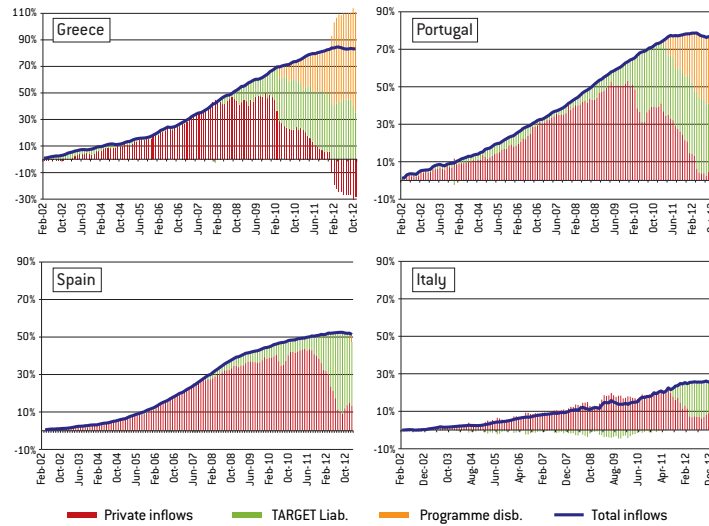 Greece
110%
90%
70%
50%
30%
10%
-10%
-30%
Feb-02
Oct-02
Jun-03
Feb-04
Oct-04
Jun-05
Feb-06
Oct-06
Jun-07
Feb-08
Oct-08
Jun-09
Feb-10
Oct-10
Jun-11
Feb-12
Oct-12
Portugal
90%
70%
50%
30%
10%
-10%
Feb-02
Oct-02
Jun-03
Feb-04
Oct-04
Jun-05
Feb-06
Oct-06
Jun-07
Feb-08
Oct-08
Jun-09
Feb-10
Oct-10
Jun-11
Feb-12
Spain
90%
70%
50%
30%
10%
-10%
Feb-02
Oct-02
Jun-03
Feb-04
Oct-04
Jun-05
Feb-06
Oct-06
Jun-07
Feb-08
Oct-08
Jun-09
Feb-10
Oct-10
Jun-11
Feb-12
Oct-12
Italy
90%
70%
50%
30%
10%
-10%
Feb-02
Dec-02
Oct-03
Aug-04
Jun-05
Apr-06
Feb-07
Dec-07
Oct-08
Aug-09
Jun-10
Apr-11
Feb-12
Private inflows
TARGET Liab.
Programme disb.
Total inflows